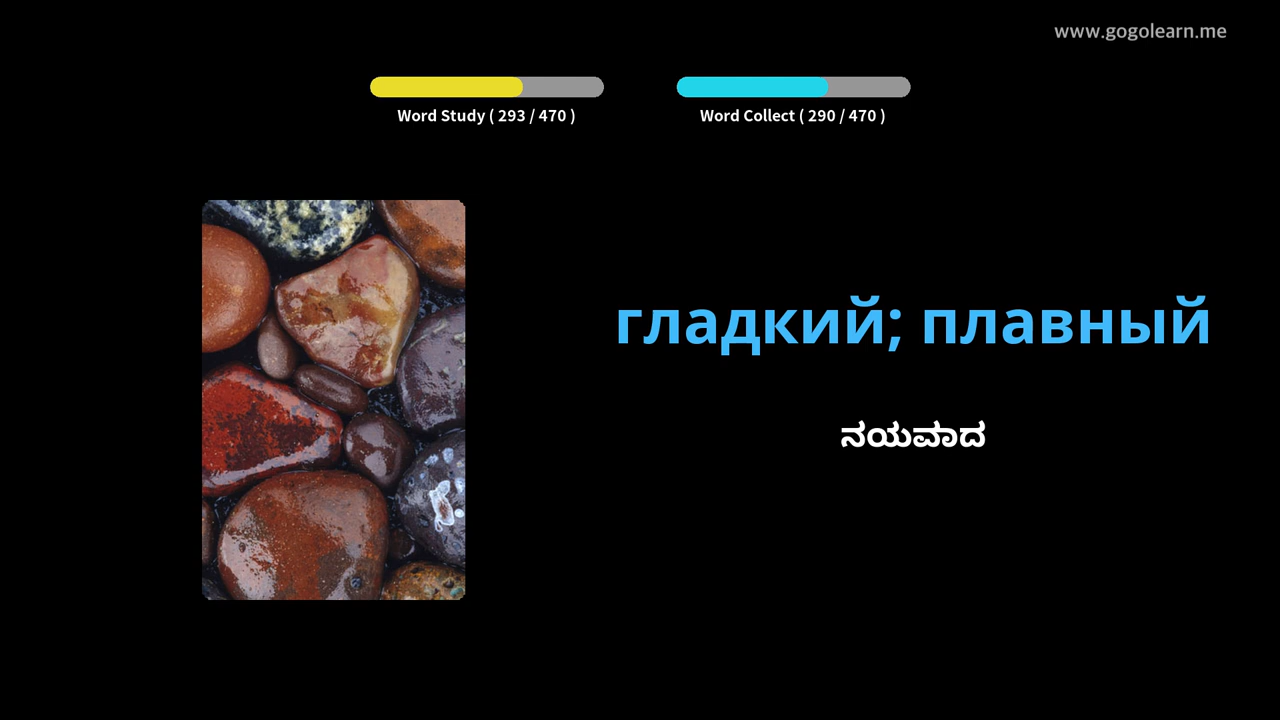 www.gogolearn.me
Word Study ( 293 / 470 )
Word Collect ( 290 / 470 )
гладкий; плавный
ನಯವಾದ